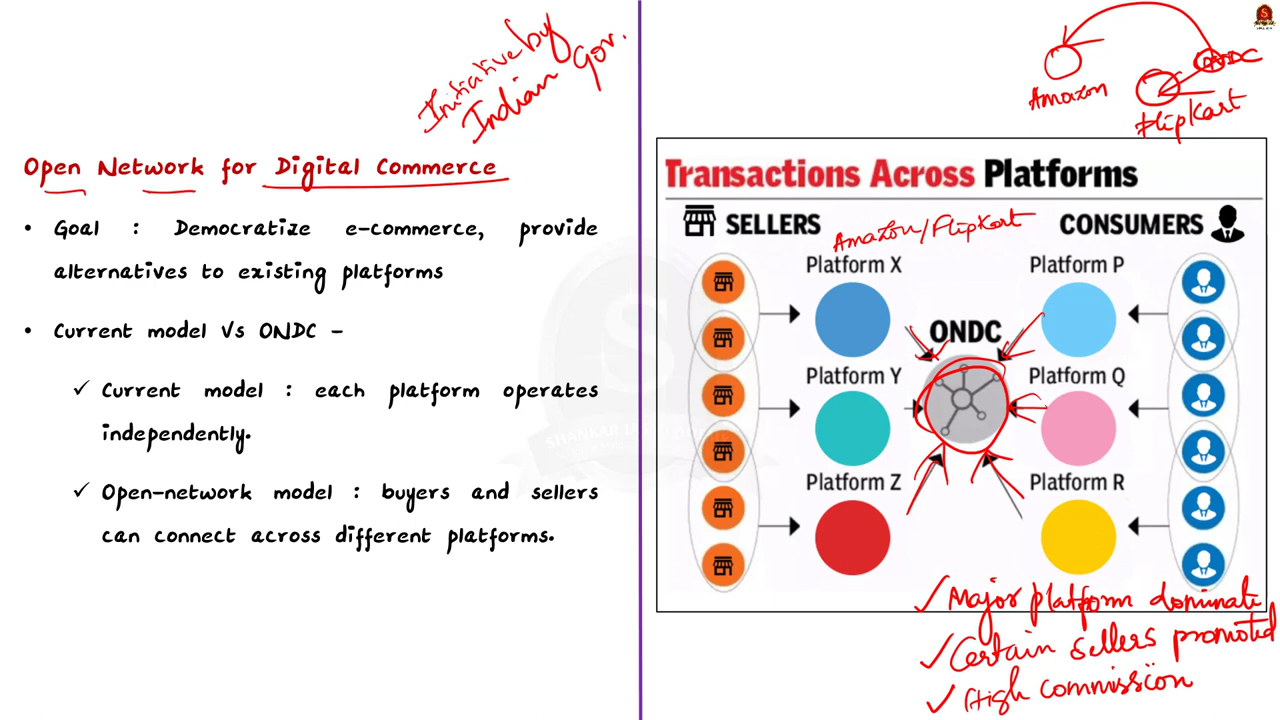 Initiative by
Indian Gov.
Open Network for Digital Commerce
• Goal : Democratize e-commerce, provide
alternatives to existing platforms
• Current model Vs ONDC –
✓ Current model : each platform operates
independently.
✓ Open-network model : buyers and sellers
can connect across different platforms.
ONDC
Amazon
Flipkart
Transactions Across Platforms
SELLERS
CONSUMERS
Amazon/Flipkart
Platform X
Platform P
ONDC
Platform Y
Platform Q
Platform Z
Platform R
✓ Major platform dominate
✓ Certain sellers promoted
✓ High commission